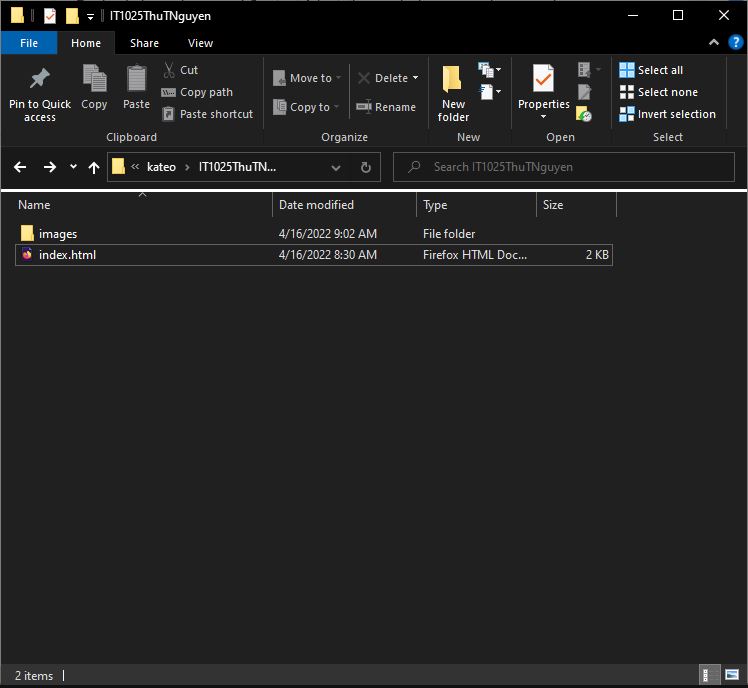 IT1025ThuTNguyen
File Home Share View
Cut
Copy path
Paste shortcut
Pin to Quick access
Copy
Paste
Clipboard
Move to
Copy to
Delete
Rename
Organize
New folder
New
Properties
Open
Select all
Select none
Invert selection
Select
« kateo › IT1025ThuTN...
Search IT1025ThuTNguyen
Name Date modified Type Size
images 4/16/2022 9:02 AM File folder
index.html 4/16/2022 8:30 AM Firefox HTML Doc... 2 KB
2 items